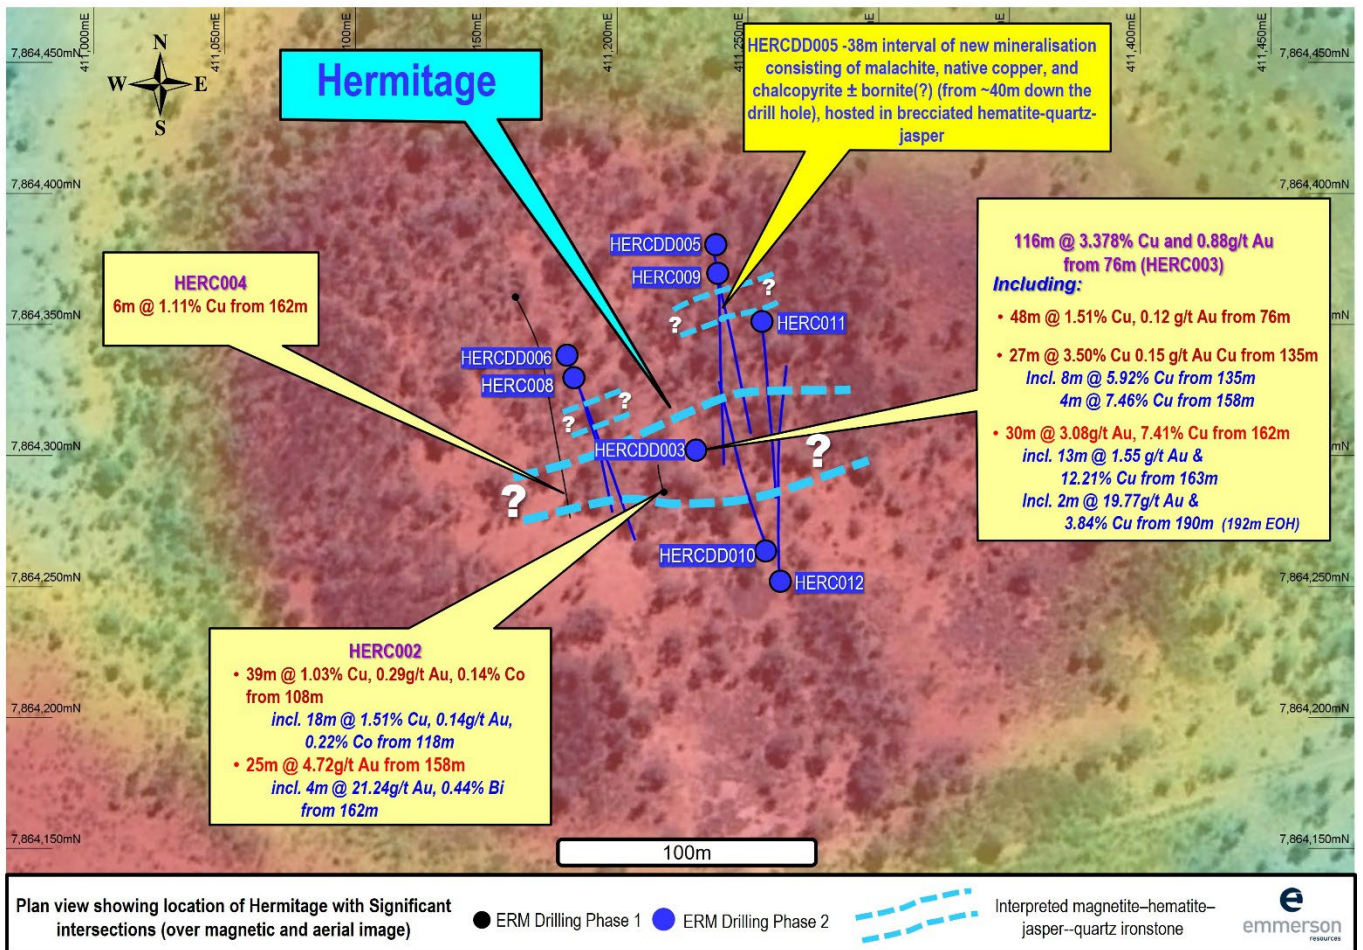 411,000mE
411,050mE
100mE
150mE
411,200mE
411,250mE
411,400mE
411,450mE
7,864,450mN
7,864,450mN
N
W E
S
Hermitage
HERCDD005 -38m interval of new mineralisation
consisting of malachite, native copper, and
chalcopyrite ± bornite(?) (from ~40m down the
drill hole), hosted in brecciated hematite-quartz-
jasper
7,864,400mN
7,864,400mN
116m @ 3.378% Cu and 0.88g/t Au
from 76m (HERC003)
Including:
• 48m @ 1.51% Cu, 0.12 g/t Au from 76m
• 27m @ 3.50% Cu 0.15 g/t Au Cu from 135m
Incl. 8m @ 5.92% Cu from 135m
4m @ 7.46% Cu from 158m
• 30m @ 3.08g/t Au, 7.41% Cu from 162m
incl. 13m @ 1.55 g/t Au &
12.21% Cu from 163m
Incl. 2m @ 19.77g/t Au &
3.84% Cu from 190m (192m EOH)
HERCDD005
HERC009
?
?
HERC011
HERC004
6m @ 1.11% Cu from 162m
7,864,350mN
mN
HERCDD006
HERC008
?
?
7,864,300mN
mN
HERCDD003
?
?
HERCDD010
HERC012
7,864,250mN
7,864,250mN
HERC002
• 39m @ 1.03% Cu, 0.29g/t Au, 0.14% Co
from 108m
incl. 18m @ 1.51% Cu, 0.14g/t Au,
0.22% Co from 118m
• 25m @ 4.72g/t Au from 158m
incl. 4m @ 21.24g/t Au, 0.44% Bi
from 162m
7,864,200mN
7,864,200mN
7,864,150mN
7,864,150mN
100m
Plan view showing location of Hermitage with Significant
intersections (over magnetic and aerial image)
ERM Drilling Phase 1
ERM Drilling Phase 2
Interpreted magnetite–hematite–
jasper--quartz ironstone
e
emmerson
resources